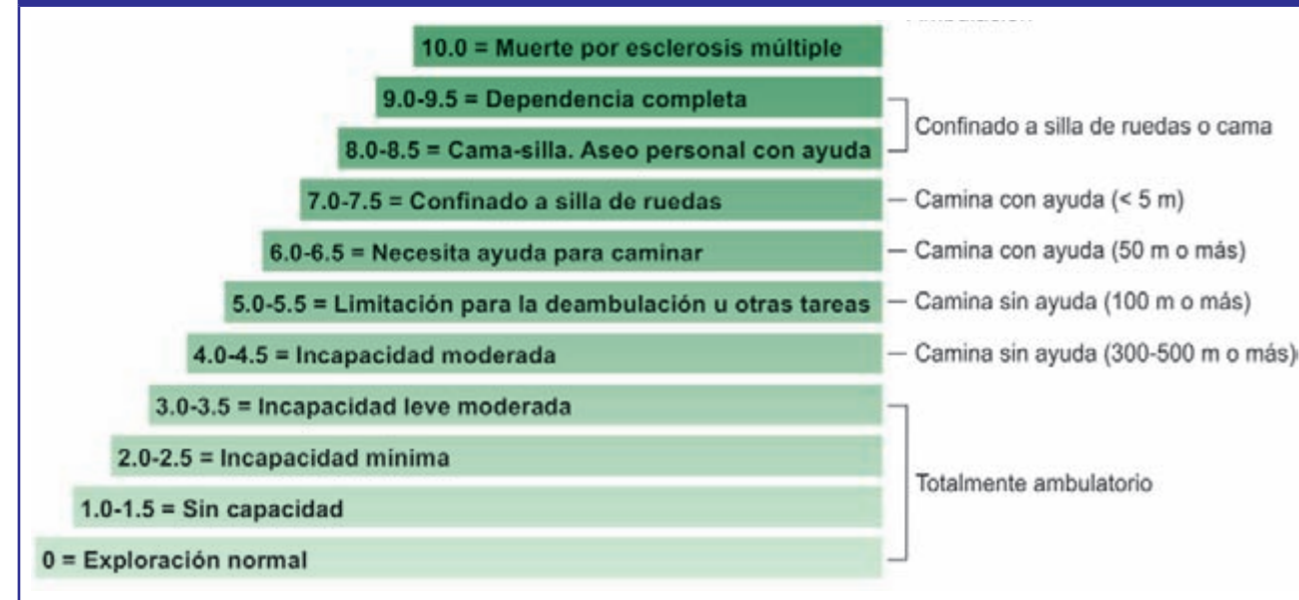 10.0 = Muerte por esclerosis múltiple
9.0-9.5 = Dependencia completa
Confinado a silla de ruedas o cama
8.0-8.5 = Cama-silla. Aseo personal con ayuda
7.0-7.5 = Confinado a silla de ruedas
Camina con ayuda (< 5 m)
6.0-6.5 = Necesita ayuda para caminar
Camina con ayuda (50 m o más)
5.0-5.5 = Limitación para la deambulación u otras tareas
Camina sin ayuda (100 m o más)
4.0-4.5 = Incapacidad moderada
Camina sin ayuda (300-500 m o más)
3.0-3.5 = Incapacidad leve moderada
2.0-2.5 = Incapacidad mínima
Totalmente ambulatorio
1.0-1.5 = Sin capacidad
0 = Exploración normal